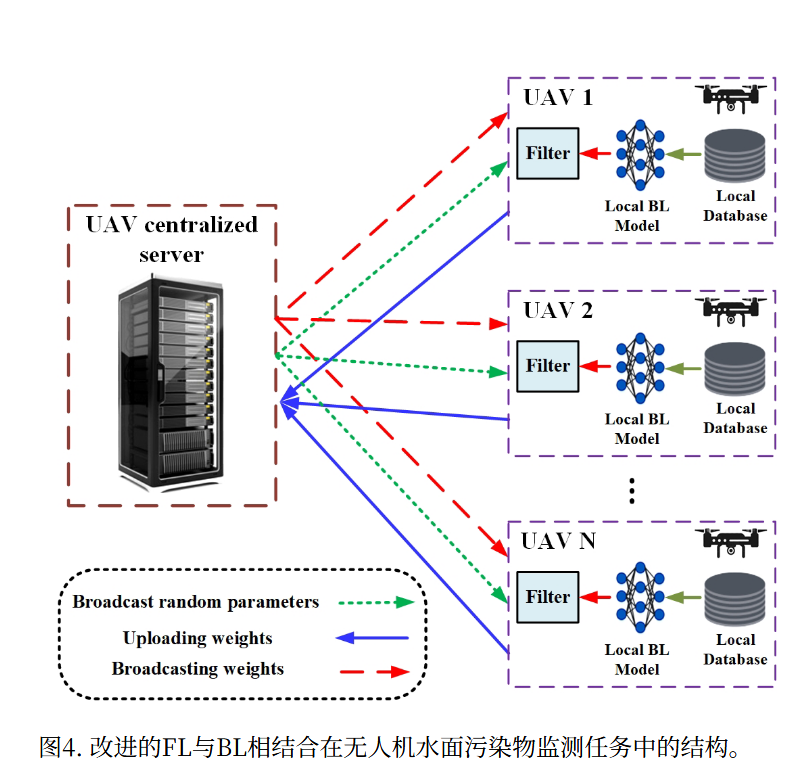 UAV centralized
server
UAV 1
Filter
Local BL
Model
Local
Database
UAV 2
Filter
Local BL
Model
Local
Database
UAV N
Filter
Local BL
Model
Local
Database
Broadcast random parameters
Uploading weights
Broadcasting weights
图4. 改进的FL与BL相结合在无人机水面污染物监测任务中的结构。